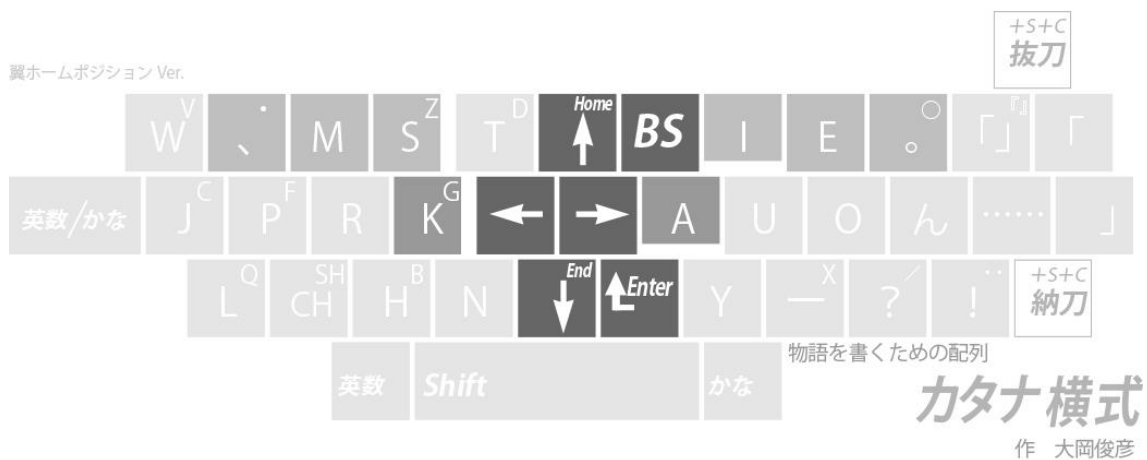 +S+C
抜刀
翼ホームポジション Ver.
W V 、 ・ M S Z T D ↑ Home BS I E 。 ○ 「」 『』 「
英数/かな J C P F R K G ← → A U O ん …… 」
L Q CH SH H B N ↓ End Enter Y ー X ? ／ ! ‥ +S+C
納刀
英数 Shift かな
物語を書くための配列
カタナ横式
作 大岡俊彦